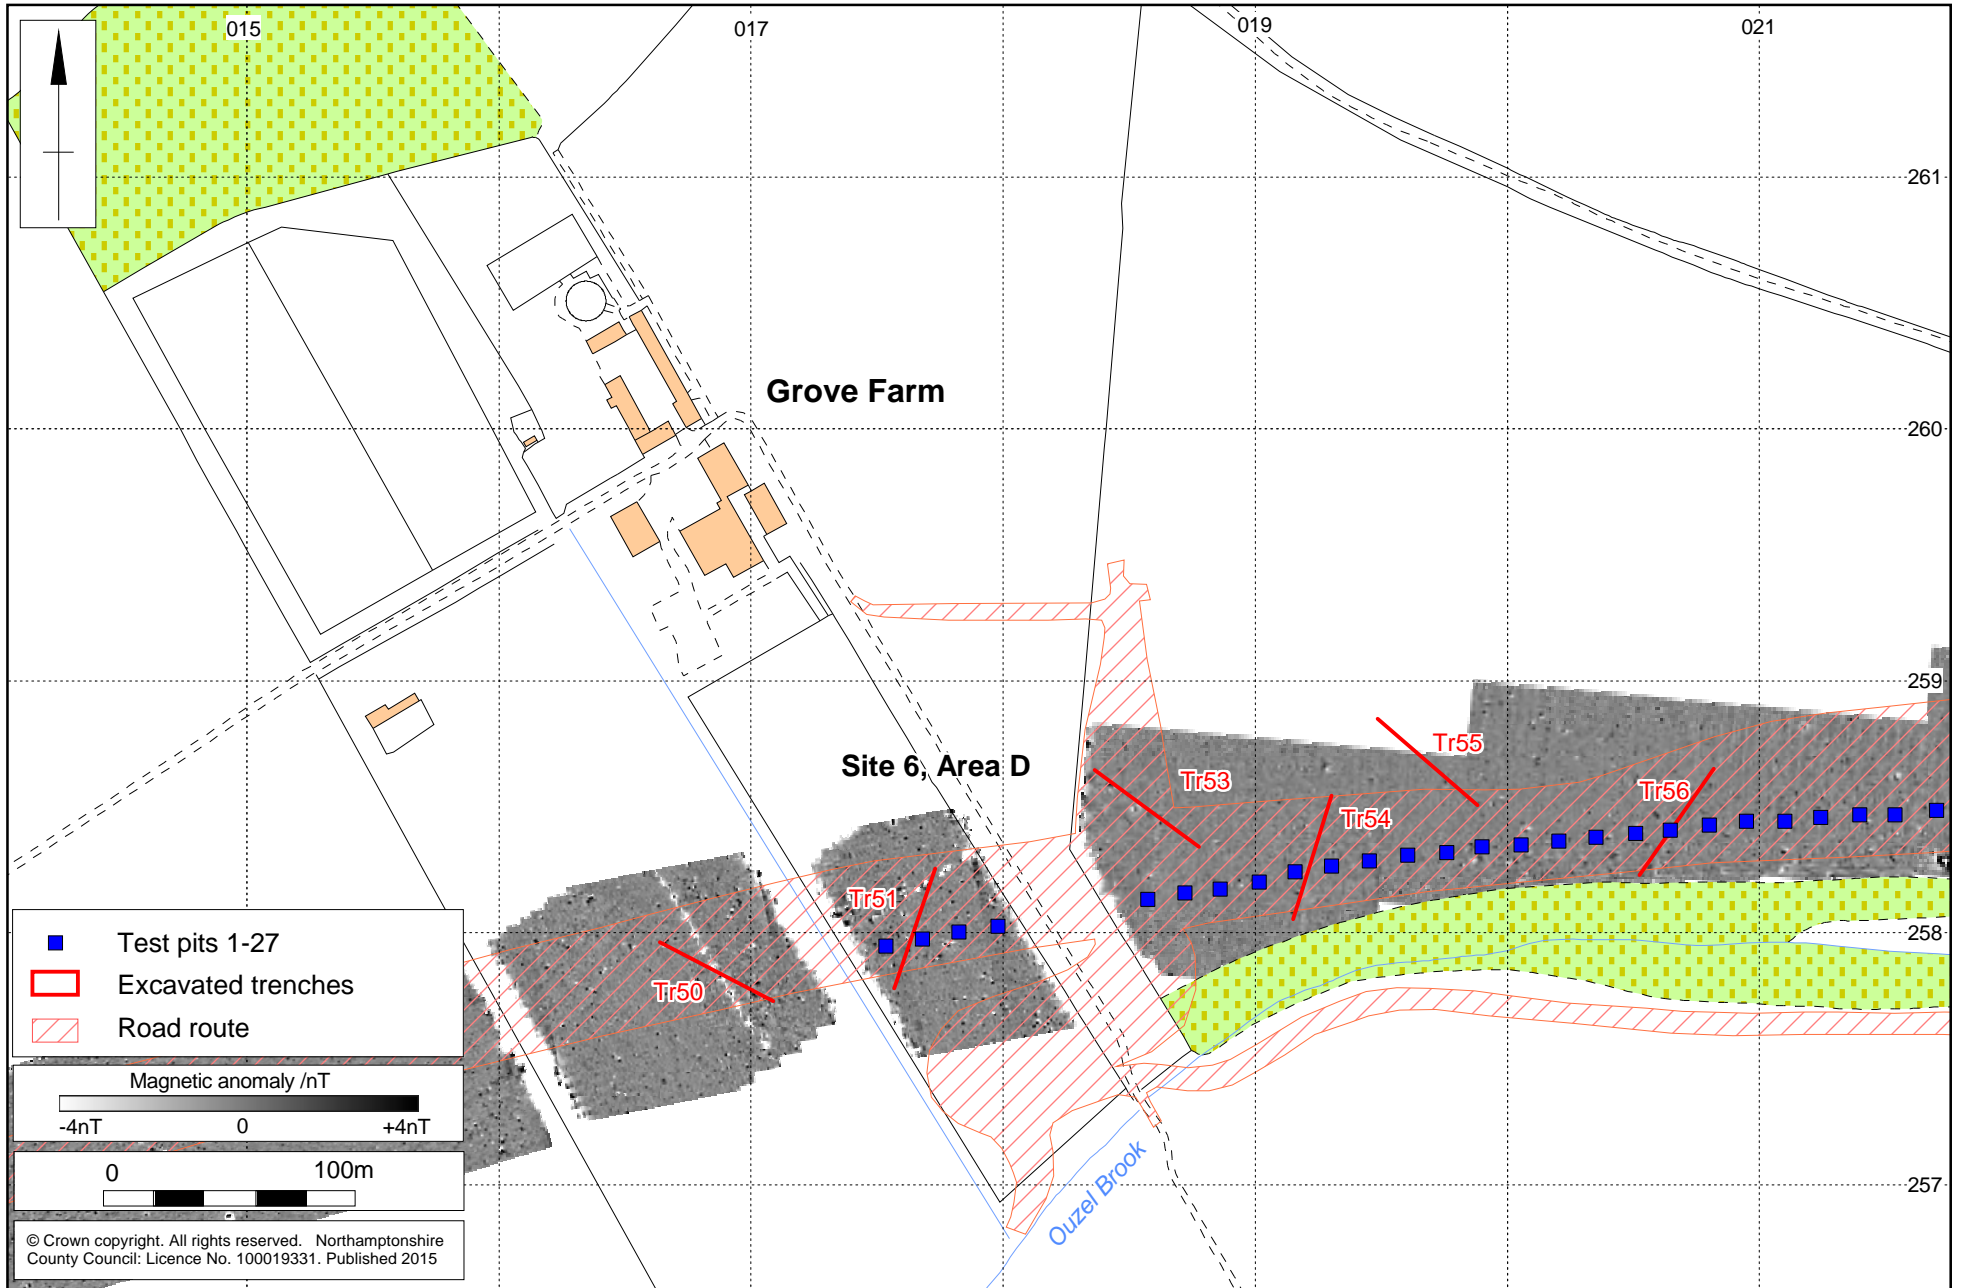 015
017
019
021
261
Grove Farm
260
259
Tr55
Site 6, Area D
Tr53
Tr56
Tr54
Tr51
258
Tr50
Test pits 1-27
Excavated trenches
Road route
Magnetic anomaly /nT
-4nT
0
+4nT
0
100m
257
Ouzel Brook
© Crown copyright. All rights reserved. Northamptonshire
County Council: Licence No. 100019331. Published 2015